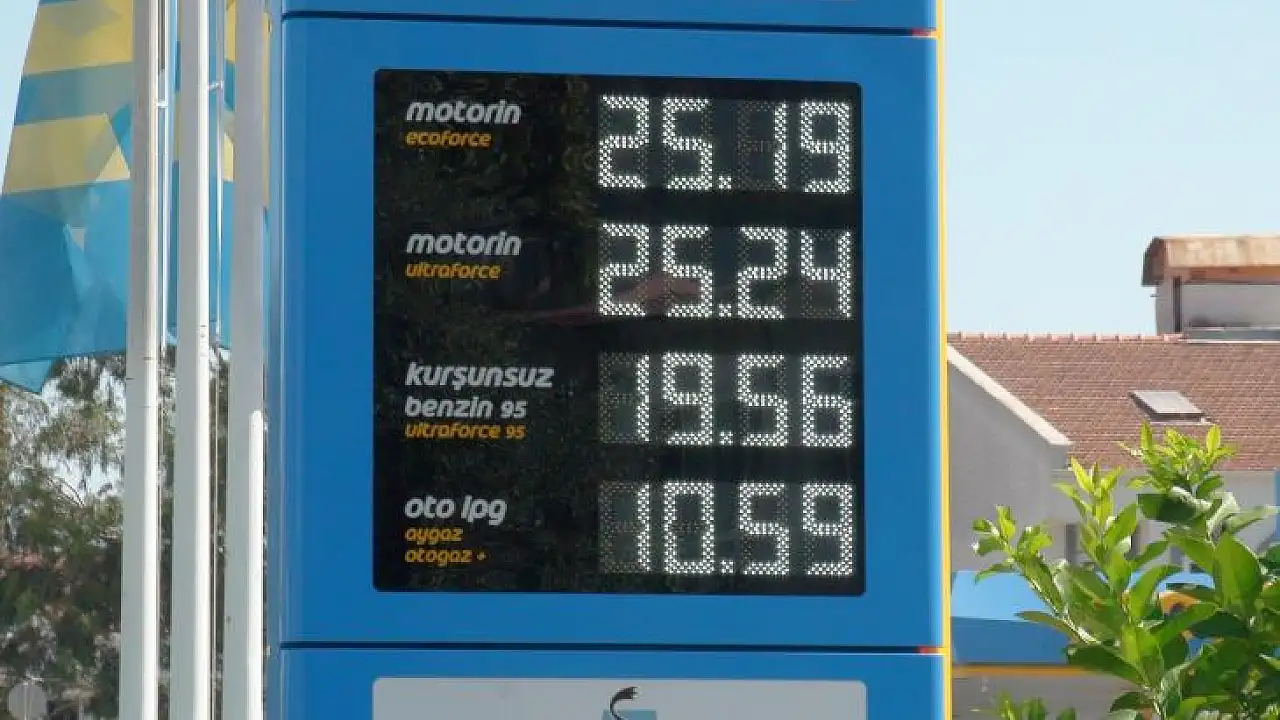 motorin 25.19
ecoforce
motorin 25.24
ultraforce
kurşunsuz 19.56
benzin 95
ultraforce 95
oto lpg 10.59
aygaz
otogaz +